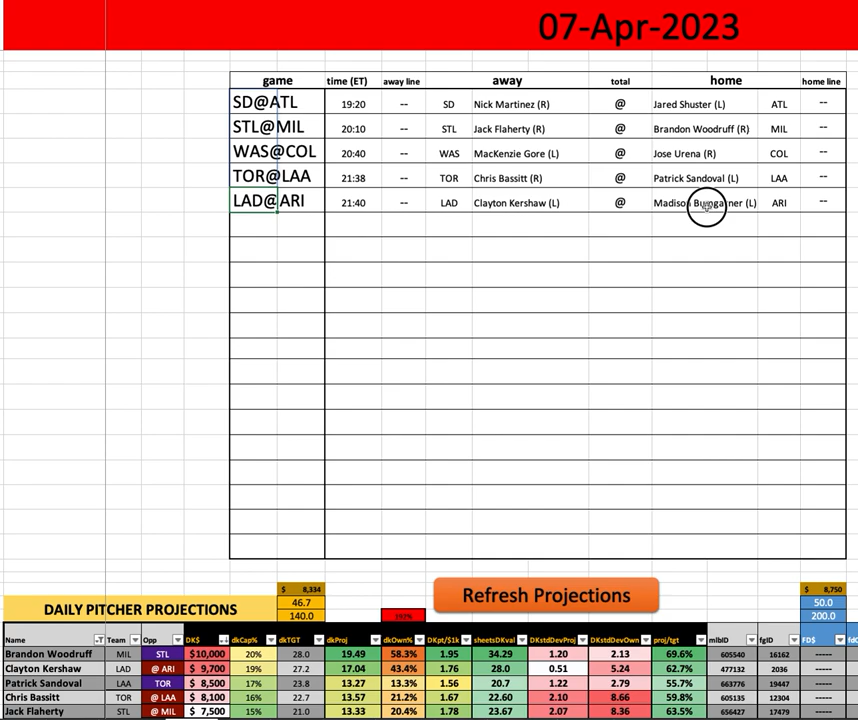 07-Apr-2023
game time (ET) away line away total home home line
SD@ATL 19:20 -- SD Nick Martinez (R) @ Jared Shuster (L) ATL --
STL@MIL 20:10 -- STL Jack Flaherty (R) @ Brandon Woodruff (R) MIL --
WAS@COL 20:40 -- WAS MacKenzie Gore (L) @ Jose Urena (R) COL --
TOR@LAA 21:38 -- TOR Chris Bassitt (R) @ Patrick Sandoval (L) LAA --
LAD@ARI 21:40 -- LAD Clayton Kershaw (L) @ Madison Bumgarner (L) ARI --
$ 8,334 Refresh Projections $ 8,750
DAILY PITCHER PROJECTIONS 46.7 50.0
140.0 191% 200.0
Name Team Opp DK$ dkCap% dkTGT dkProj dkOwn% DKpt/$1k sheetsDKval DKstdDevProj DKstdDevOwn proj/tgt mlbID fgID FD$
Brandon Woodruff MIL STL $10,000 20% 28.0 19.49 58.3% 1.95 34.29 1.20 2.13 69.6% 605540 16162 -----
Clayton Kershaw LAD @ ARI $ 9,700 19% 27.2 17.04 43.4% 1.76 28.0 0.51 5.24 62.7% 477132 2036 -----
Patrick Sandoval LAA TOR $ 8,500 17% 23.8 13.27 13.3% 1.56 20.7 1.22 2.79 55.7% 663776 19447 -----
Chris Bassitt TOR @ LAA $ 8,100 16% 22.7 13.57 21.2% 1.67 22.60 2.10 8.66 59.8% 605135 12304 -----
Jack Flaherty STL @ MIL $ 7,500 15% 21.0 13.33 20.4% 1.78 23.67 2.07 8.36 63.5% 656427 17479 -----